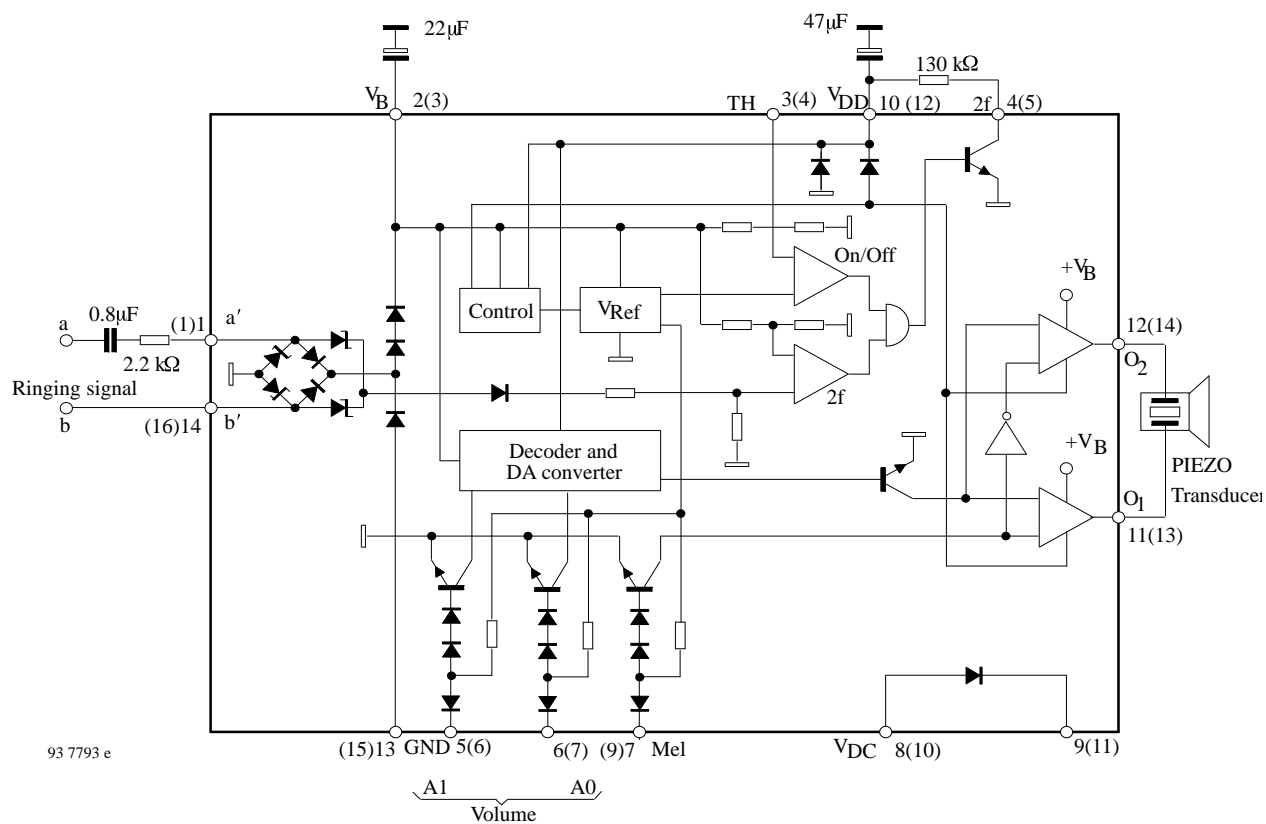 22µF
47µF
130 kΩ
VB 2(3)
TH 3(4)
VDD 10 (12)
2f 4(5)
On/Off
+VB
Control
VRef
0.8µF
a
(1)1 a′
2.2 kΩ
12(14)
O2
Ringing signal
b
(16)14 b′
2f
Decoder and
DA converter
+VB
PIEZO
Transducer
O1
11(13)
93 7793 e
(15)13 GND 5(6)
6(7)
(9)7 Mel
VDC 8(10)
9(11)
A1 A0
Volume